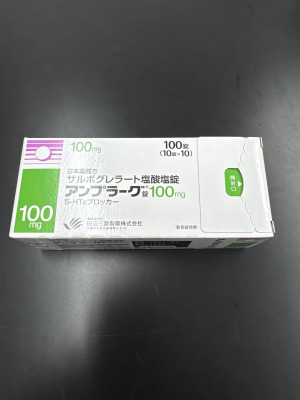 100mg
100錠
(10錠×10)
日本薬局方
サルポグレラート塩酸塩錠
アンプラーグ®錠100mg
5-HT₂ブロッカー
田辺三菱製薬株式会社
開封口
100
mg